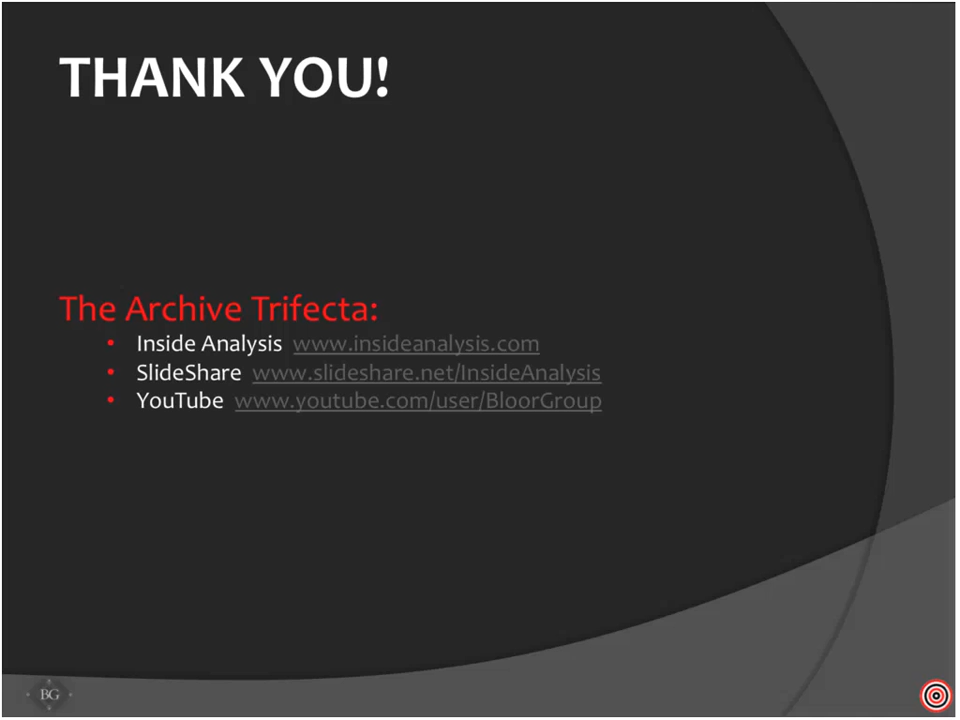 THANK YOU!
The Archive Trifecta:
• Inside Analysis www.insideanalysis.com
• SlideShare www.slideshare.net/InsideAnalysis
• YouTube www.youtube.com/user/BloorGroup
BG